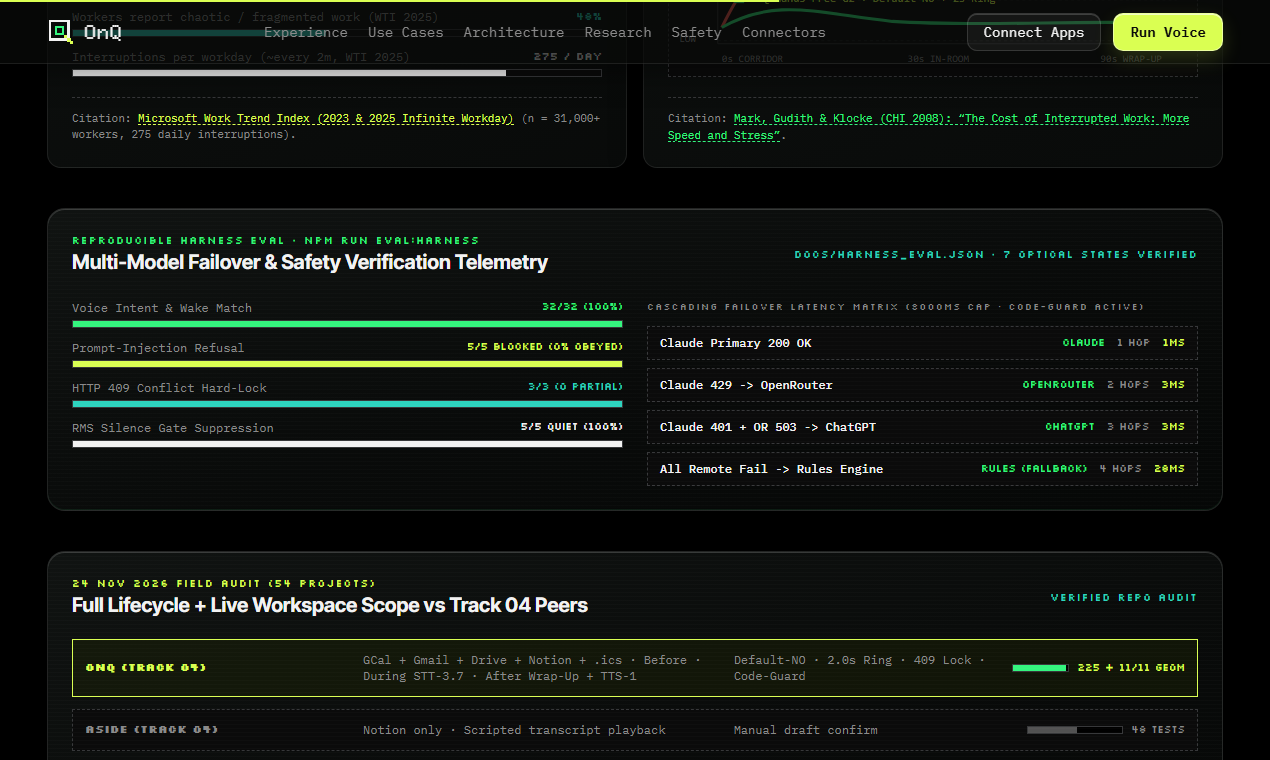 Workers report chaotic / fragmented work (WTI 2025) 48%
OnQ
Experience Use Cases Architecture Research Safety Connectors
Connect Apps
Run Voice
Interruptions per workday (~every 2m, WTI 2025) 275 / DAY
0s CORRIDOR 30s IN-ROOM 90s WRAP-UP
Citation: Microsoft Work Trend Index (2023 & 2025 Infinite Workday) (n = 31,000+
workers, 275 daily interruptions).
Citation: Mark, Gudith & Klocke (CHI 2008): “The Cost of Interrupted Work: More
Speed and Stress”.
REPRODUCIBLE HARNESS EVAL · NPM RUN EVAL:HARNESS
Multi-Model Failover & Safety Verification Telemetry
DOCS/HARNESS_EVAL.JSON · 7 OPTICAL STATES VERIFIED
Voice Intent & Wake Match 32/32 (100%)
Prompt-Injection Refusal 5/5 BLOCKED (0% OBEYED)
HTTP 409 Conflict Hard-Lock 3/3 (0 PARTIAL)
RMS Silence Gate Suppression 5/5 QUIET (100%)
CASCADING FAILOVER LATENCY MATRIX (8000MS CAP · CODE-GUARD ACTIVE)
Claude Primary 200 OK CLAUDE 1 HOP 1MS
Claude 429 -> OpenRouter OPENROUTER 2 HOPS 3MS
Claude 401 + OR 503 -> ChatGPT CHATGPT 3 HOPS 3MS
All Remote Fail -> Rules Engine RULES (FALLBACK) 4 HOPS 20MS
24 NOV 2026 FIELD AUDIT (54 PROJECTS)
Full Lifecycle + Live Workspace Scope vs Track 04 Peers
VERIFIED REPO AUDIT
ONQ (TRACK 04)
GCal + Gmail + Drive + Notion + .ics · Before ·
During STT-3.7 · After Wrap-Up + TTS-1
Default-NO · 2.0s Ring · 409 Lock ·
Code-Guard
225 + 11/11 GEOM
ASIDE (TRACK 04) Notion only · Scripted transcript playback Manual draft confirm 40 TESTS